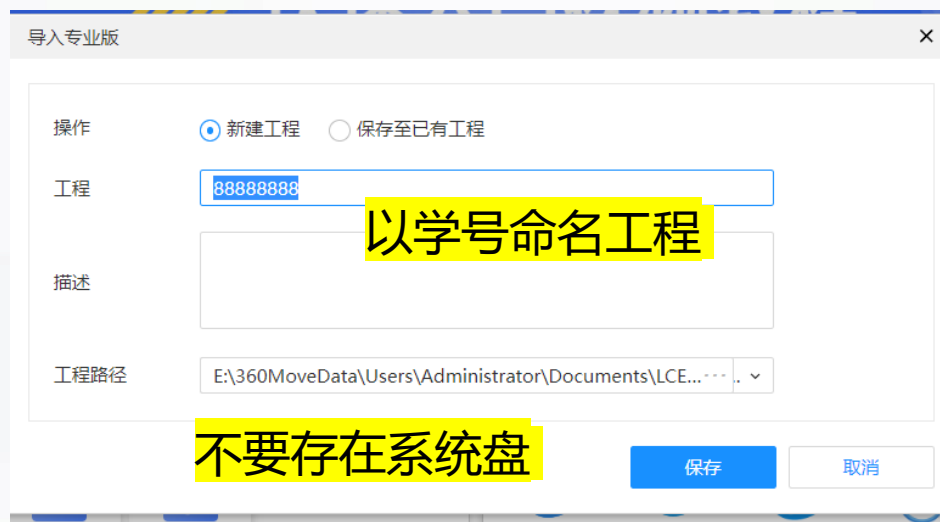 导入专业版
操作
新建工程
保存至已有工程
工程
88888888
以学号命名工程
描述
工程路径
E:\360MoveData\Users\Administrator\Documents\LCE...
不要存在系统盘
保存
取消